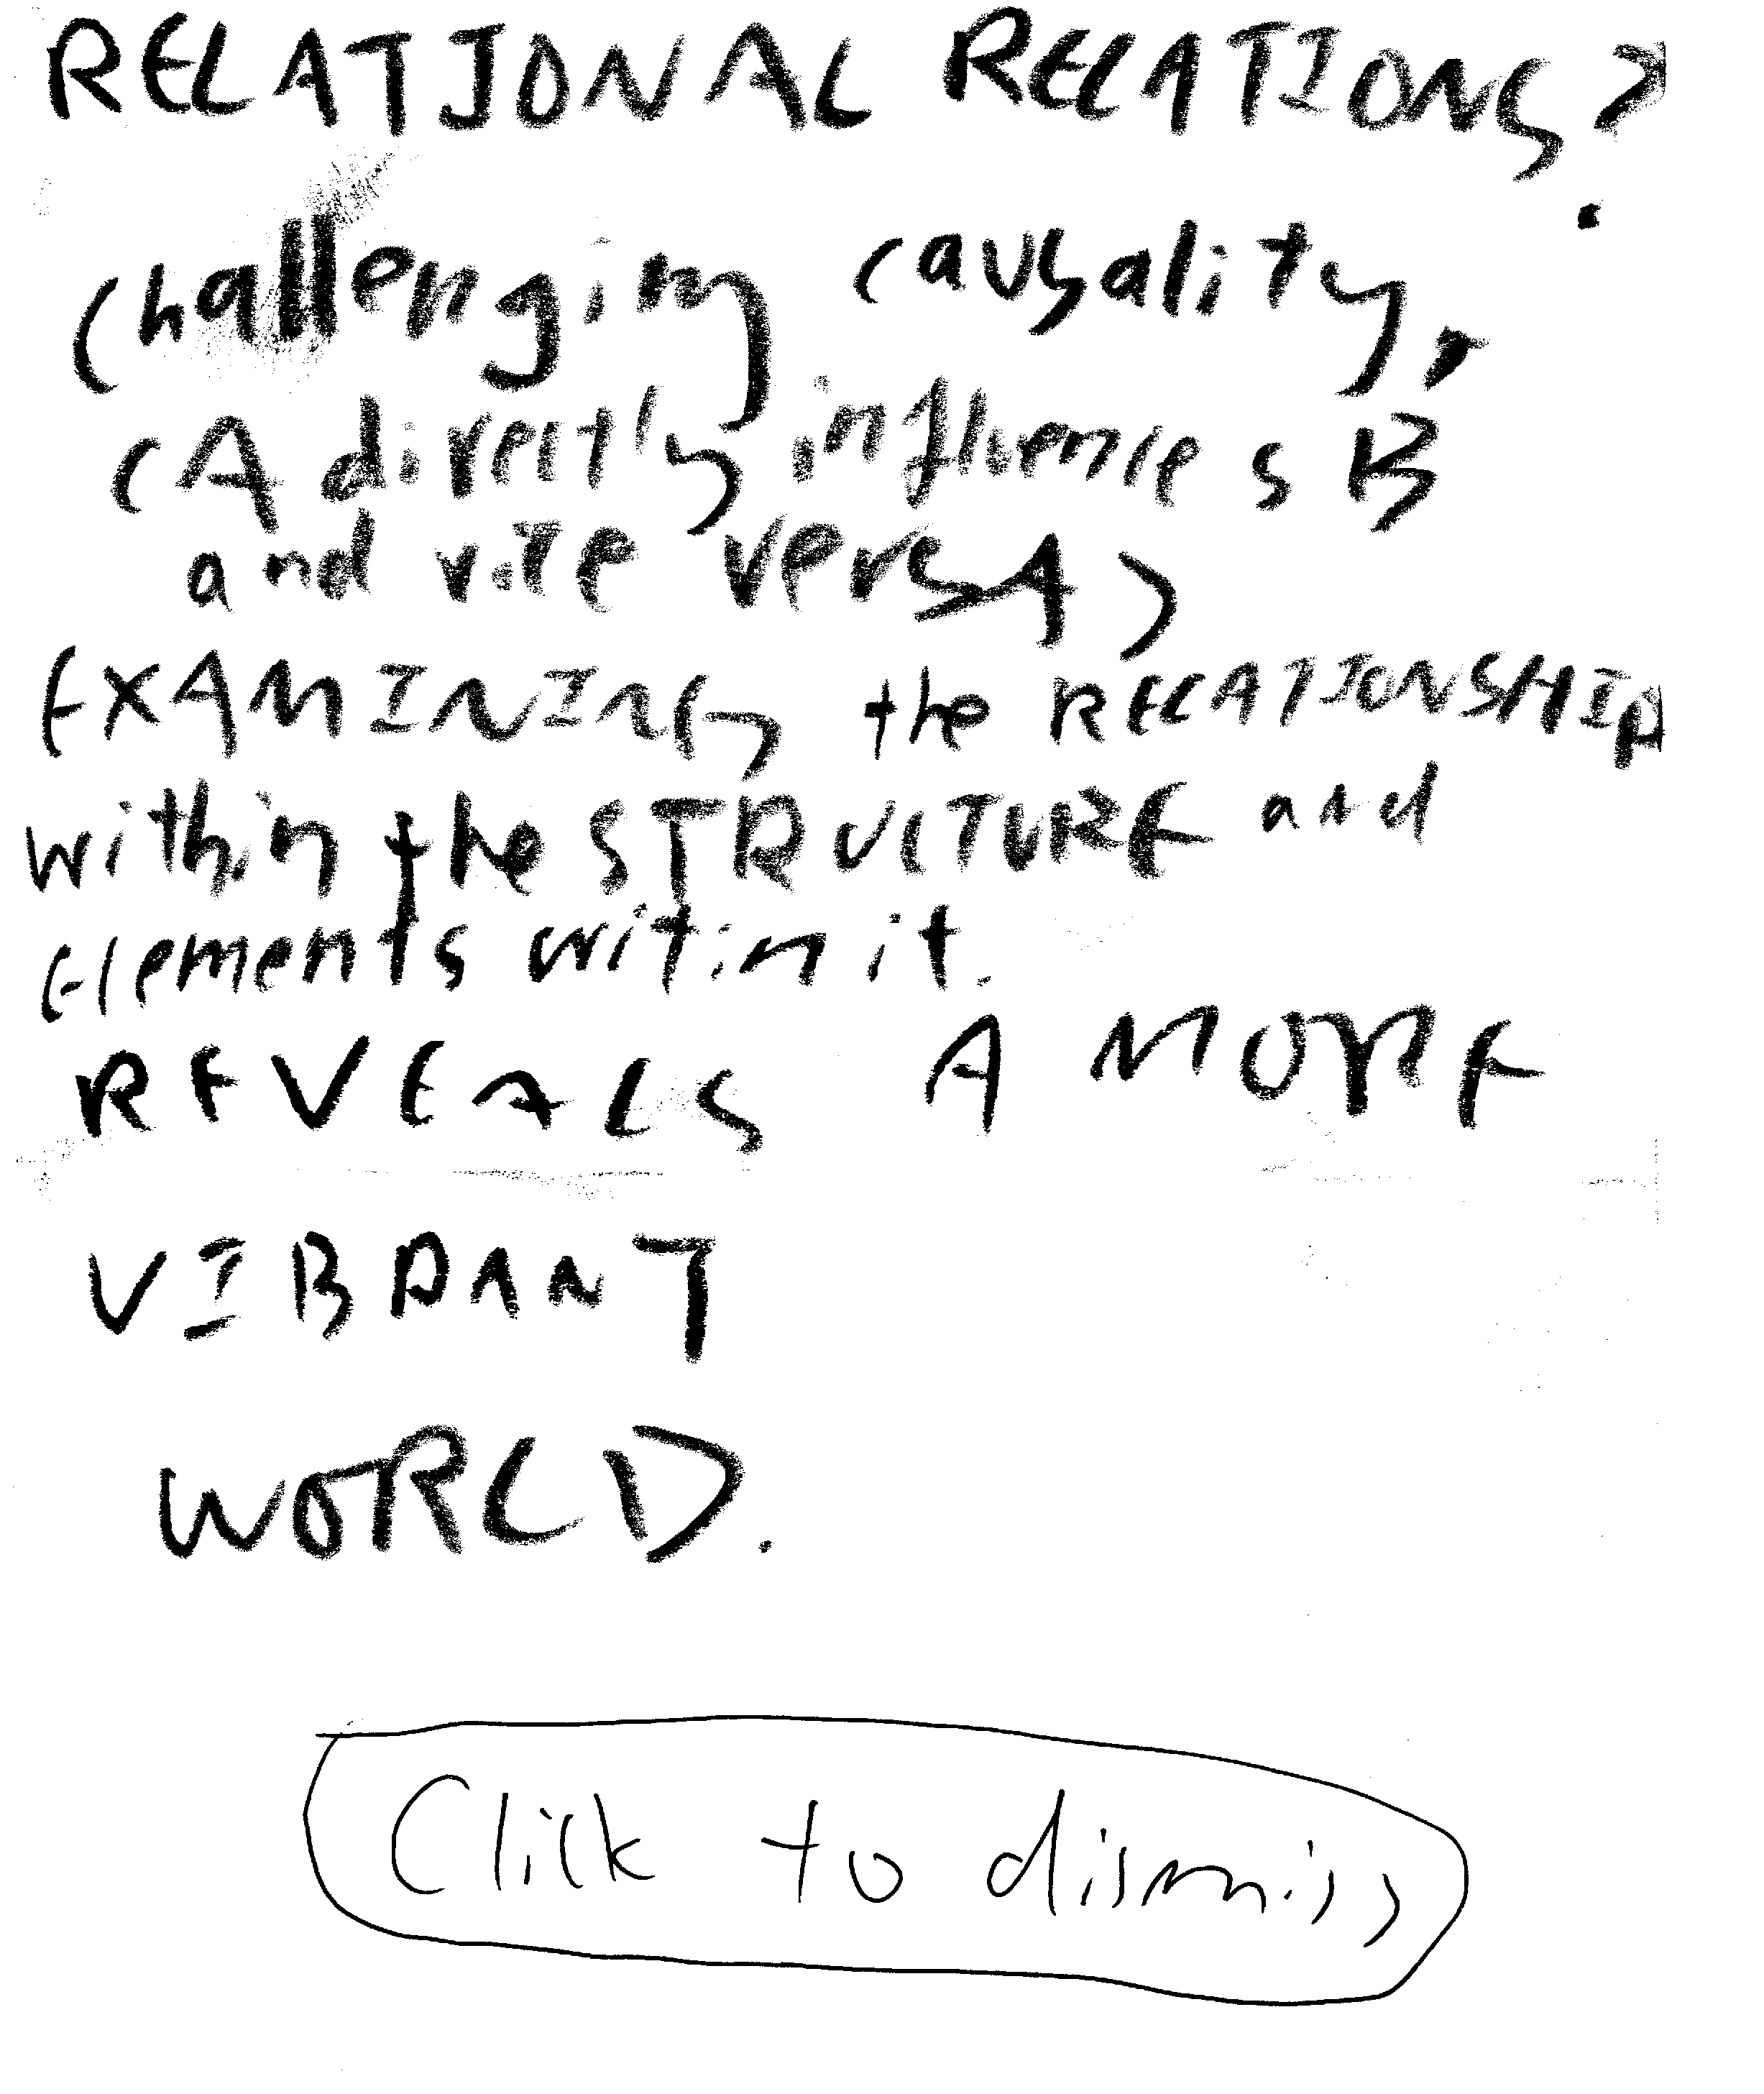 RELATIONAL RELATIONS?
Challenging causality,
(A directly influences B
and vice versA)
EXAMINING the RELATIONSHIP
within the STRUCTURE and
Elements witin it.
REVEALS A MORE
VIBRANT
WORLD.
Click to dismiss